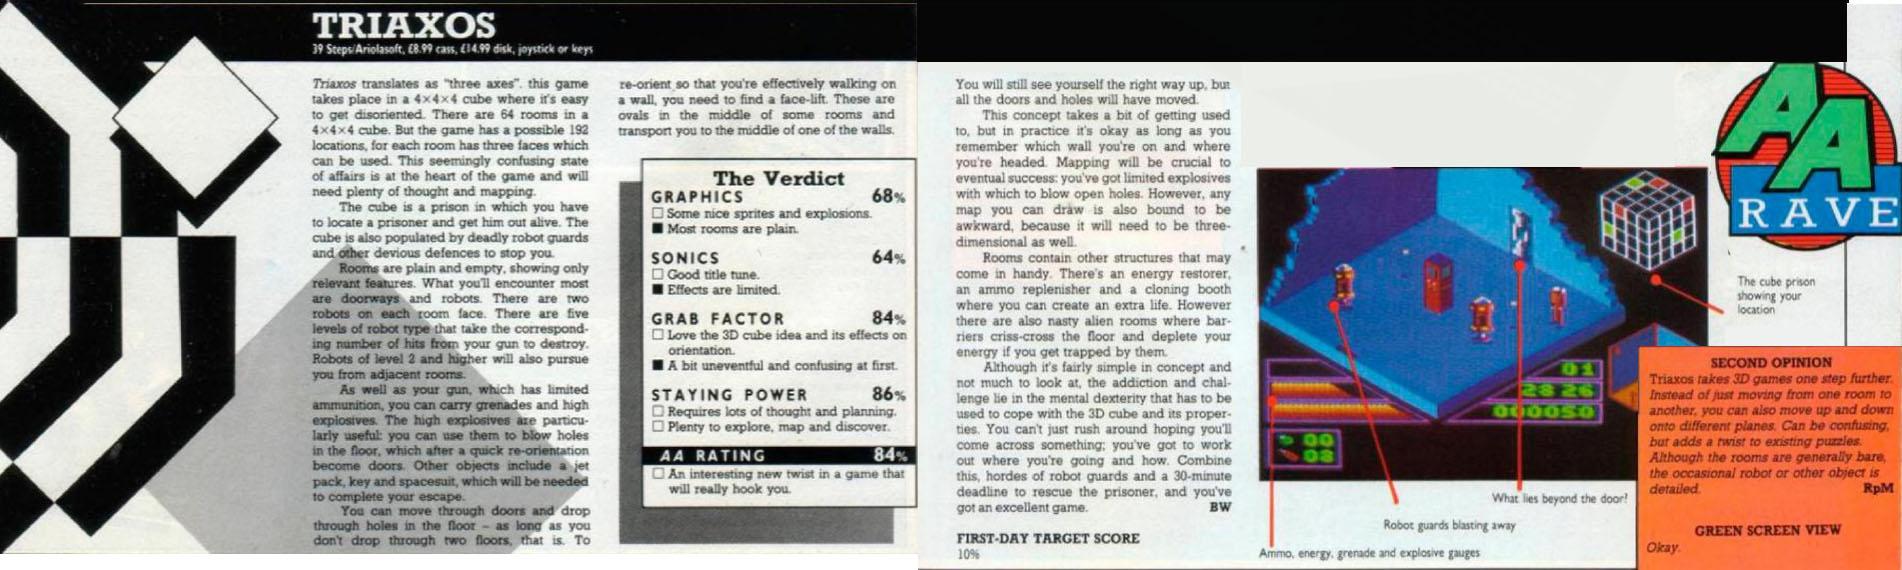 TRIAXOS
39 Steps/Ariolasoft, £8.99 cass, £14.99 disk, joystick or keys
Triaxos translates as "three axes". this game
takes place in a 4×4×4 cube where it's easy
to get disoriented. There are 64 rooms in a
4×4×4 cube. But the game has a possible 192
locations, for each room has three faces which
can be used. This seemingly confusing state
of affairs is at the heart of the game and will
need plenty of thought and mapping.
The cube is a prison in which you have
to locate a prisoner and get him out alive. The
cube is also populated by deadly robot guards
and other devious defences to stop you.
Rooms are plain and empty, showing only
relevant features. What you'll encounter most
are doorways and robots. There are two
robots on each room face. There are five
levels of robot type that take the correspond-
ing number of hits from your gun to destroy.
Robots of level 2 and higher will also pursue
you from adjacent rooms.
As well as your gun, which has limited
ammunition, you can carry grenades and high
explosives. The high explosives are particu-
larly useful: you can use them to blow holes
in the floor, which after a quick re-orientation
become doors. Other objects include a jet
pack, key and spacesuit, which will be needed
to complete your escape.
You can move through doors and drop
through holes in the floor – as long as you
don't drop through two floors, that is. To
re-orient so that you're effectively walking on
a wall, you need to find a face-lift. These are
ovals in the middle of some rooms and
transport you to the middle of one of the walls.
The Verdict
GRAPHICS 68%
Some nice sprites and explosions.
Most rooms are plain.
SONICS 64%
Good title tune.
Effects are limited.
GRAB FACTOR 84%
Love the 3D cube idea and its effects on
orientation.
A bit uneventful and confusing at first.
STAYING POWER 86%
Requires lots of thought and planning.
Plenty to explore, map and discover.
AA RATING 84%
An interesting new twist in a game that
will really hook you.
You will still see yourself the right way up, but
all the doors and holes will have moved.
This concept takes a bit of getting used
to, but in practice it's okay as long as you
remember which wall you're on and where
you're headed. Mapping will be crucial to
eventual success: you've got limited explosives
with which to blow open holes. However, any
map you can draw is also bound to be
awkward, because it will need to be three-
dimensional as well.
Rooms contain other structures that may
come in handy. There's an energy restorer,
an ammo replenisher and a cloning booth
where you can create an extra life. However
there are also nasty alien rooms where bar-
riers criss-cross the floor and deplete your
energy if you get trapped by them.
Although it's fairly simple in concept and
not much to look at, the addiction and chal-
lenge lie in the mental dexterity that has to be
used to cope with the 3D cube and its proper-
ties. You can't just rush around hoping you'll
come across something; you've got to work
out where you're going and how. Combine
this, hordes of robot guards and a 30-minute
deadline to rescue the prisoner, and you've
got an excellent game. BW
FIRST-DAY TARGET SCORE
10%
AA
RAVE
The cube prison
showing your
location
01
28 26
000050
00
08
What lies beyond the door?
Robot guards blasting away
Ammo, energy, grenade and explosive gauges
SECOND OPINION
Triaxos takes 3D games one step further.
Instead of just moving from one room to
another, you can also move up and down
onto different planes. Can be confusing,
but adds a twist to existing puzzles.
Although the rooms are generally bare,
the occasional robot or other object is
detailed. RpM
GREEN SCREEN VIEW
Okay.